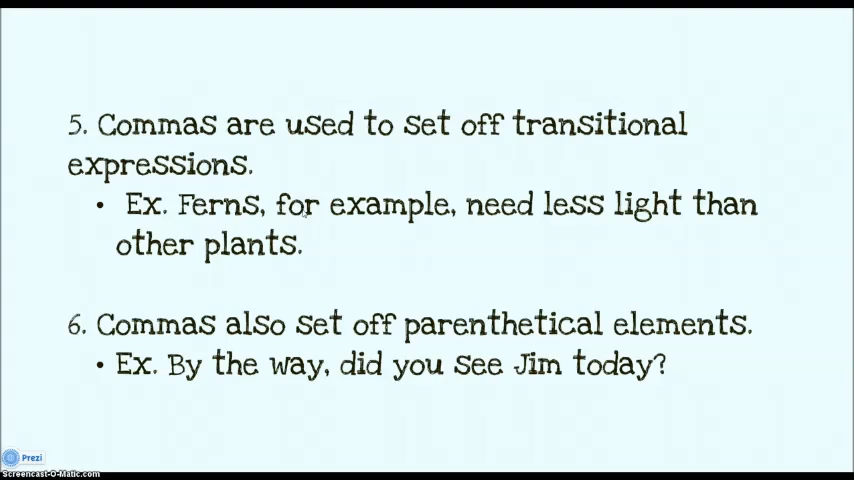 5. Commas are used to set off transitional
expressions.
• Ex. Ferns, for example, need less light than
other plants.
6. Commas also set off parenthetical elements.
• Ex. By the way, did you see Jim today?
Prezi
Screencast-O-Matic.com